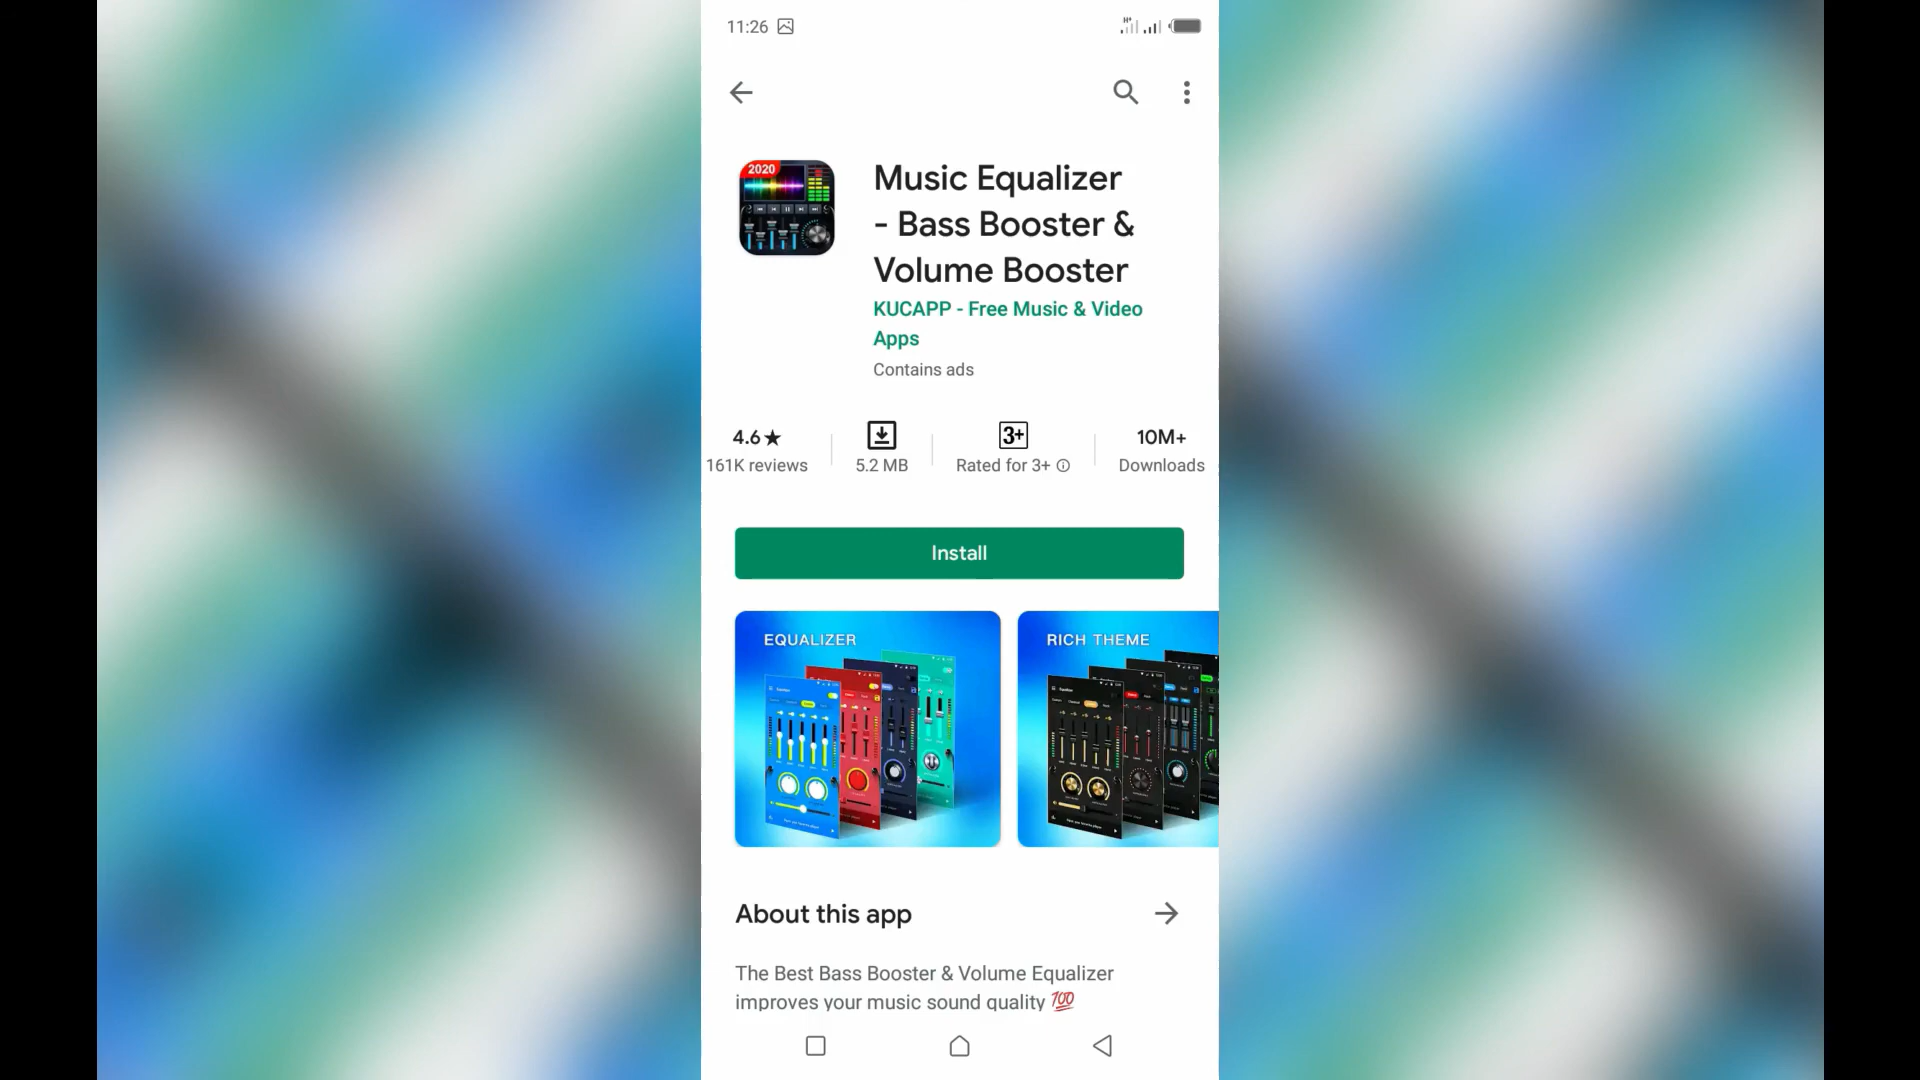 11:26
H+
2020
Music Equalizer
- Bass Booster &
Volume Booster
KUCAPP - Free Music & Video
Apps
Contains ads
4.6★
161K reviews
5.2 MB
3+
Rated for 3+
10M+
Downloads
Install
EQUALIZER
RICH THEME
About this app
The Best Bass Booster & Volume Equalizer
improves your music sound quality 💯